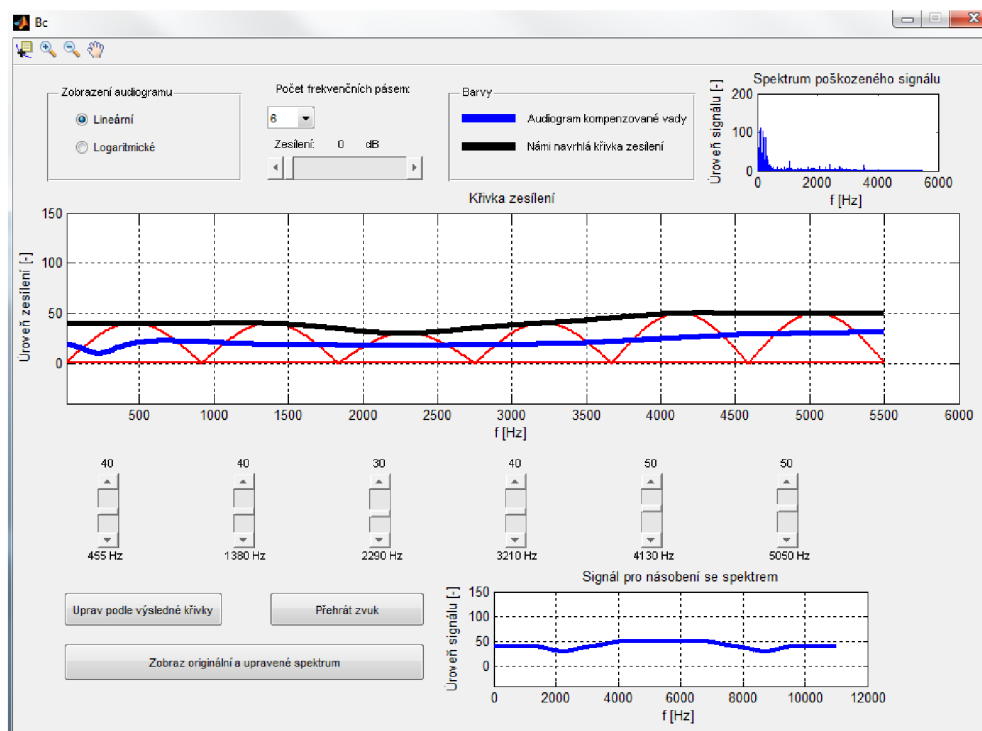 Bc
Zobrazení audiogramu
Lineární
Logaritmické
Počet frekvenčních pásem:
6
Zesílení: 0 dB
Barvy
Audiogram kompenzované vady
Námi navrhlá křivka zesílení
Spektrum poškozeného signálu
Úroveň signálu [-]
200
100
0
0 2000 4000 6000
f [Hz]
Křivka zesílení
Úroveň zesílení [-]
150
100
50
0
500 1000 1500 2000 2500 3000 3500 4000 4500 5000 5500 6000
f [Hz]
40 40 30 40 50 50
455 Hz 1380 Hz 2290 Hz 3210 Hz 4130 Hz 5050 Hz
Uprav podle výsledné křivky
Přehrát zvuk
Zobraz originální a upravené spektrum
Signál pro násobení se spektrem
Úroveň signálu [-]
150
100
50
0
0 2000 4000 6000 8000 10000 12000
f [Hz]